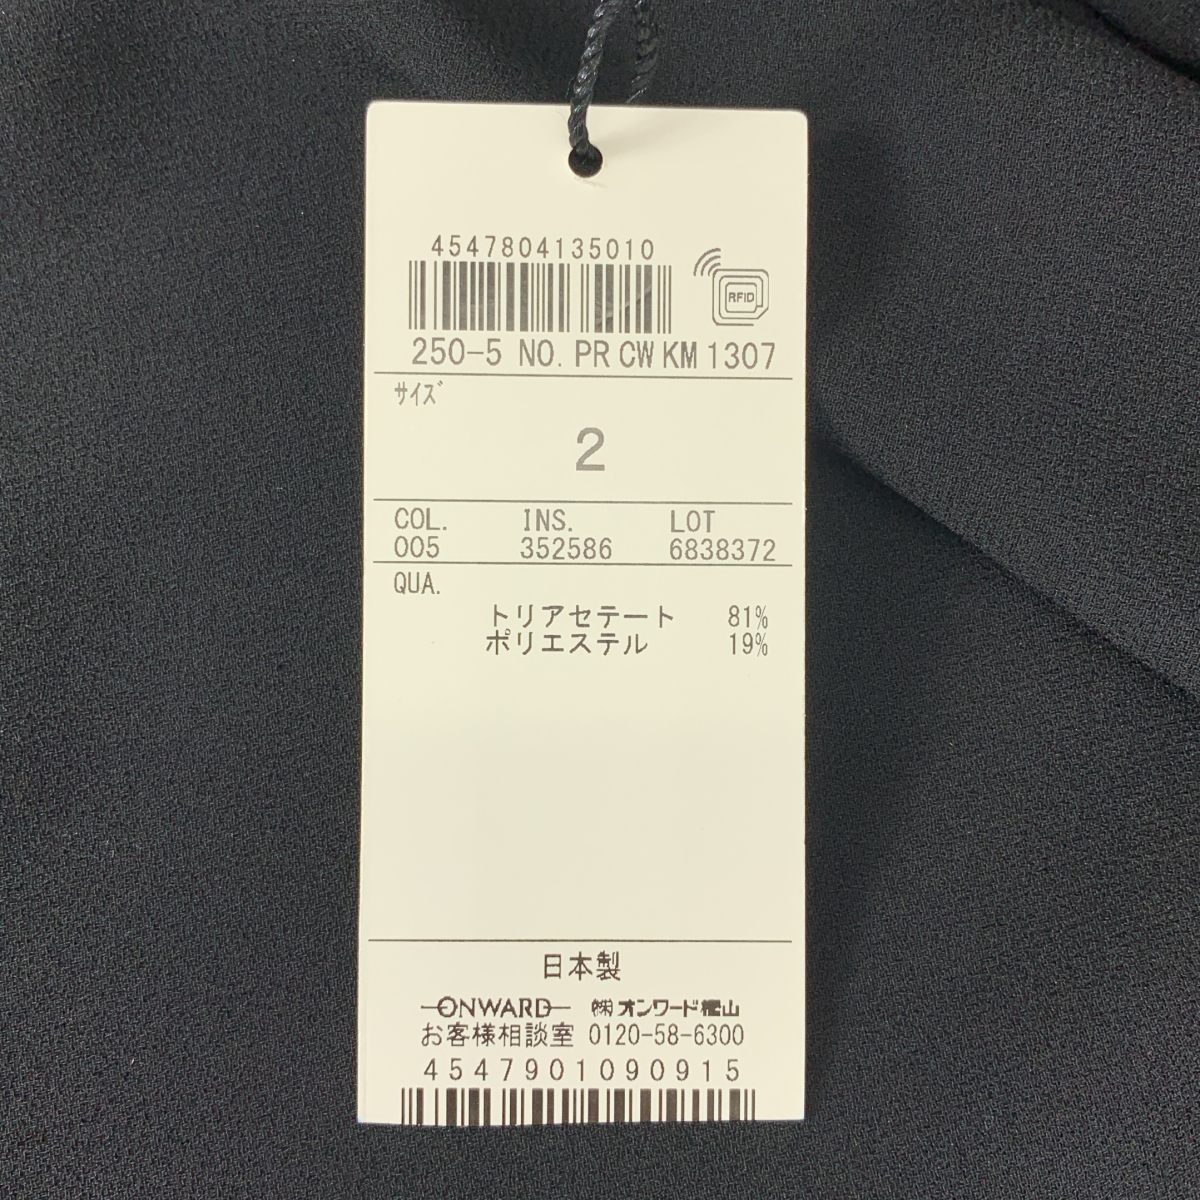 4547804135010
RFID
250-5 NO. PR CW KM 1307
サイズ
2
COL. INS. LOT
005 352586 6838372
QUA.
トリアセテート 81%
ポリエステル 19%
日本製
ONWARD ㈱オンワード樫山
お客様相談室 0120-58-6300
4547901090915